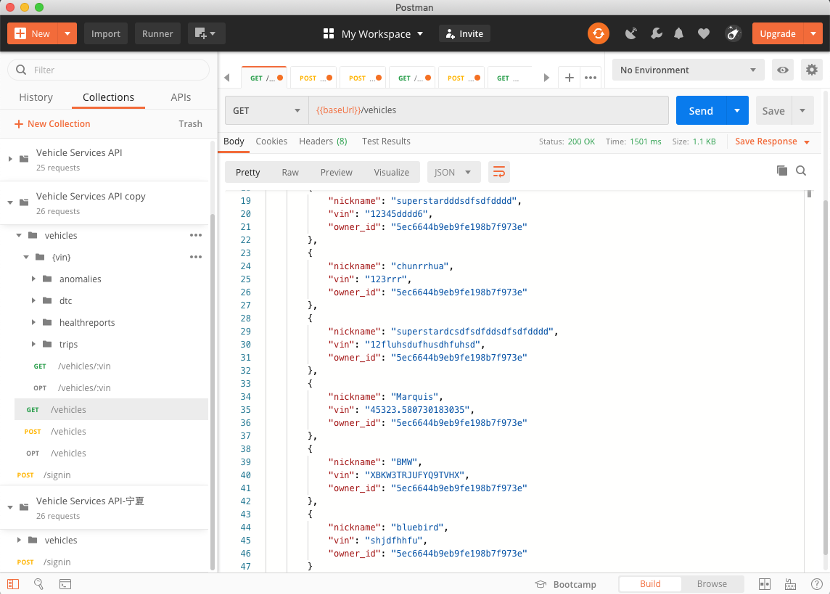 Postman
New
Import
Runner
My Workspace
Invite
Upgrade
Filter
History
Collections
APIs
New Collection
Trash
Vehicle Services API
25 requests
Vehicle Services API copy
26 requests
vehicles
{vin}
anomalies
dtc
healthreports
trips
GET /vehicles/:vin
OPT /vehicles/:vin
GET /vehicles
POST /vehicles
OPT /vehicles
POST /signin
Vehicle Services API-宁夏
26 requests
vehicles
POST /signin
GET /...
POST ...
POST ...
GET /...
POST ...
GET ...
No Environment
GET
{{baseUrl}}/vehicles
Send
Save
Body
Cookies
Headers (8)
Test Results
Status: 200 OK
Time: 1501 ms
Size: 1.1 KB
Save Response
Pretty
Raw
Preview
Visualize
JSON
18 {
19 "nickname": "superstardddsdfsdfdddd",
20 "vin": "12345dddd6",
21 "owner_id": "5ec6644b9eb9fe198b7f973e"
22 },
23 {
24 "nickname": "chunrrhua",
25 "vin": "123rrr",
26 "owner_id": "5ec6644b9eb9fe198b7f973e"
27 },
28 {
29 "nickname": "superstardcsdfsdfddsdfsdfdddd",
30 "vin": "12fluhsdufhusdhfuhsd",
31 "owner_id": "5ec6644b9eb9fe198b7f973e"
32 },
33 {
34 "nickname": "Marquis",
35 "vin": "45323.580730183035",
36 "owner_id": "5ec6644b9eb9fe198b7f973e"
37 },
38 {
39 "nickname": "BMW",
40 "vin": "XBKW3TRJUFYQ9TVHX",
41 "owner_id": "5ec6644b9eb9fe198b7f973e"
42 },
43 {
44 "nickname": "bluebird",
45 "vin": "shjdfhhfu",
46 "owner_id": "5ec6644b9eb9fe198b7f973e"
47 }
Bootcamp
Build
Browse